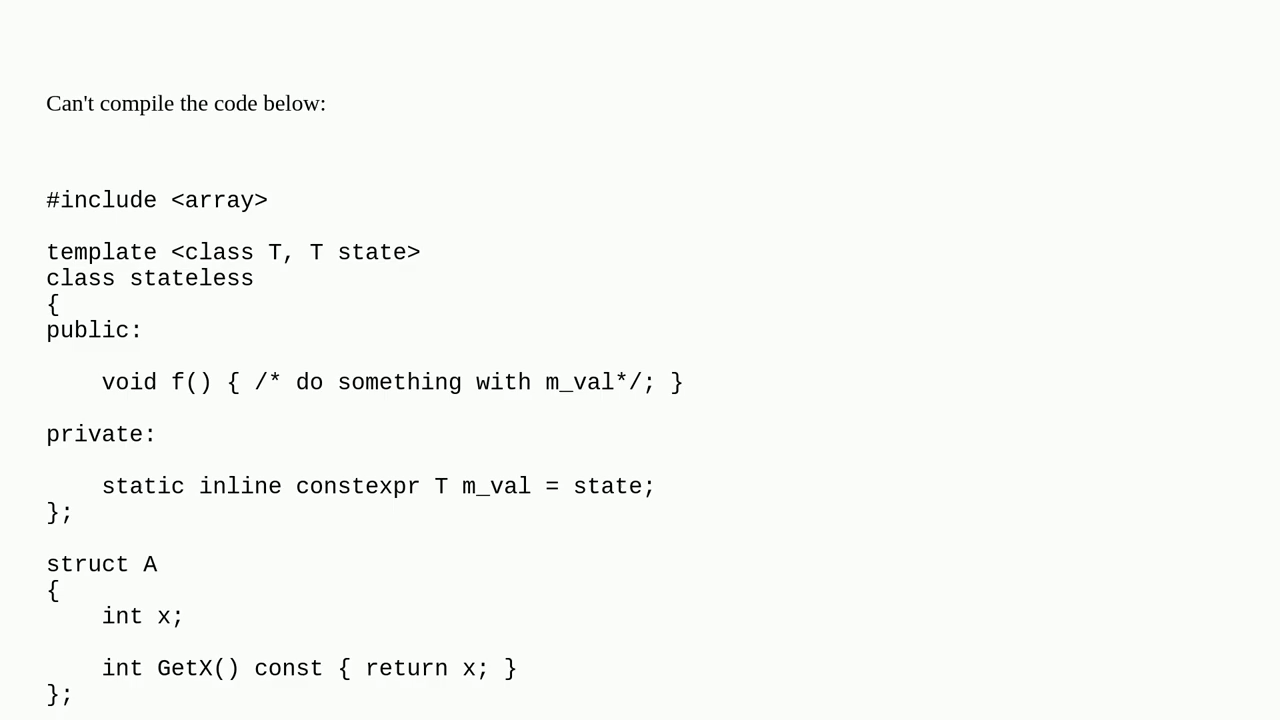 Can't compile the code below:
#include <array>
template <class T, T state>
class stateless
{
public:
    void f() { /* do something with m_val*/; }
private:
    static inline constexpr T m_val = state;
};
struct A
{
    int x;
    int GetX() const { return x; }
};